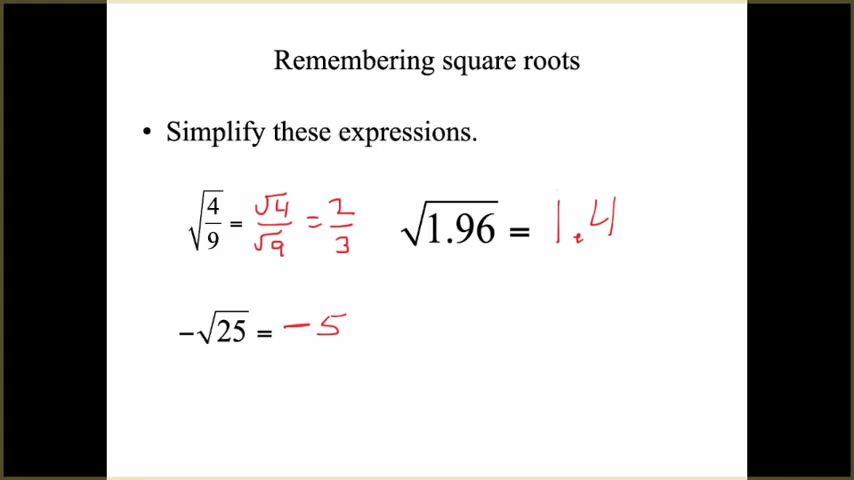 Remembering square roots
• Simplify these expressions.
√(4/9) = √4/√9 = 2/3
√1.96 = 1.4
−√25 = −5